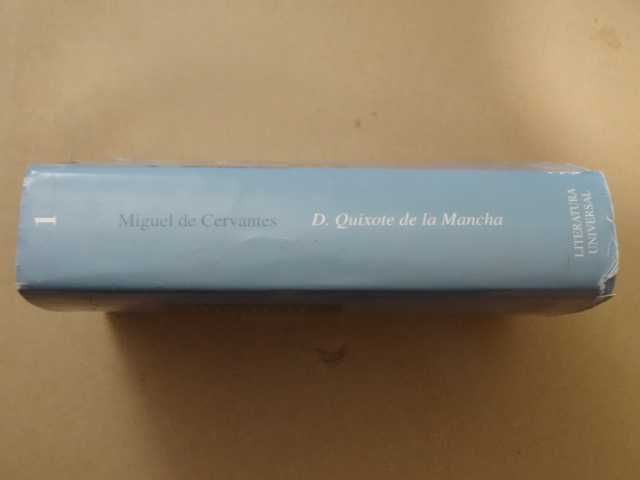 1
Miguel de Cervantes
D. Quixote de la Mancha
LITERATURA
UNIVERSAL